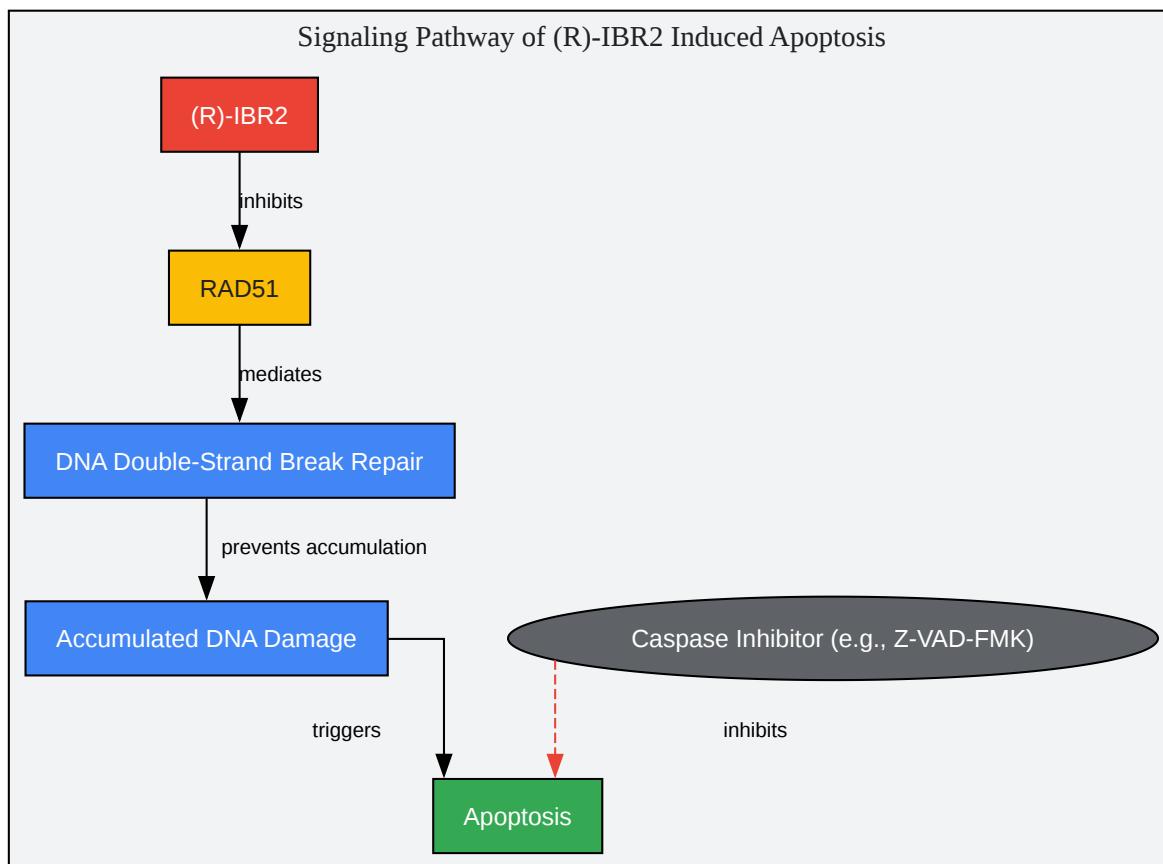 Signaling Pathway of (R)-IBR2 Induced Apoptosis
(R)-IBR2
inhibits
RAD51
mediates
DNA Double-Strand Break Repair
prevents accumulation
Accumulated DNA Damage
Caspase Inhibitor (e.g., Z-VAD-FMK)
triggers
inhibits
Apoptosis